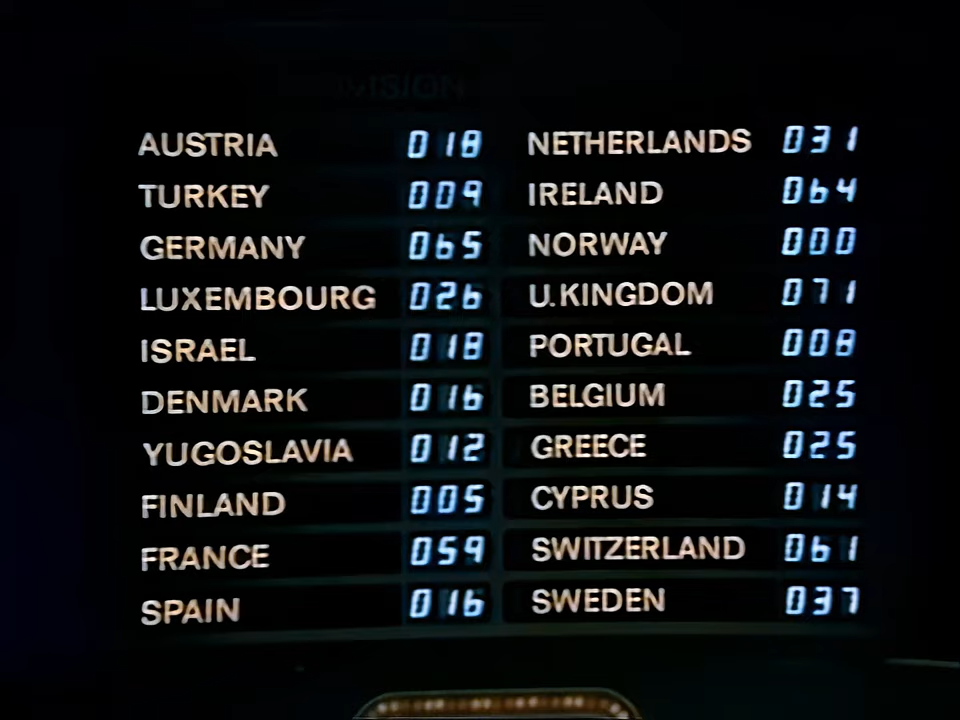 VISION
AUSTRIA 018 NETHERLANDS 031
TURKEY 009 IRELAND 064
GERMANY 065 NORWAY 000
LUXEMBOURG 026 U.KINGDOM 071
ISRAEL 018 PORTUGAL 008
DENMARK 016 BELGIUM 025
YUGOSLAVIA 012 GREECE 025
FINLAND 005 CYPRUS 014
FRANCE 059 SWITZERLAND 061
SPAIN 016 SWEDEN 037